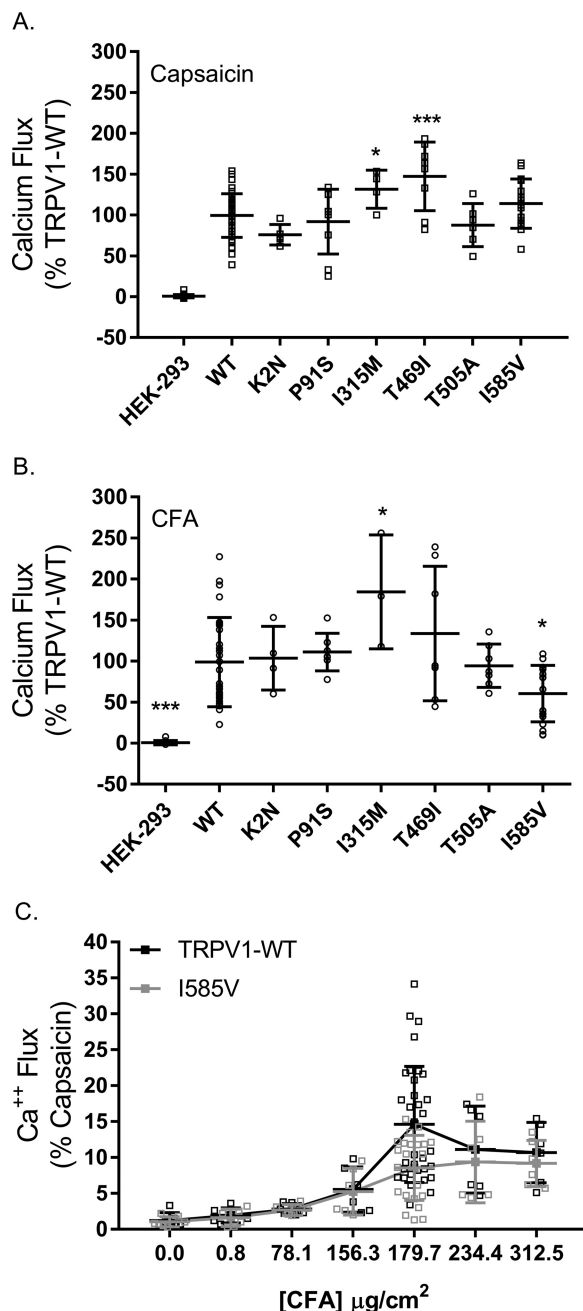 A.
Capsaicin
Calcium Flux
(% TRPV1-WT)
300
250
200
150
100
50
0
-50
*
***
HEK-293
WT
K2N
P91S
I315M
T469I
T505A
I585V
B.
CFA
Calcium Flux
(% TRPV1-WT)
300
250
200
150
100
50
0
-50
***
*
*
HEK-293
WT
K2N
P91S
I315M
T469I
T505A
I585V
C.
TRPV1-WT
I585V
Ca++ Flux
(% Capsaicin)
40
35
30
25
20
15
10
5
0
0.0 0.8 78.1 156.3 179.7 234.4 312.5
[CFA] μg/cm²